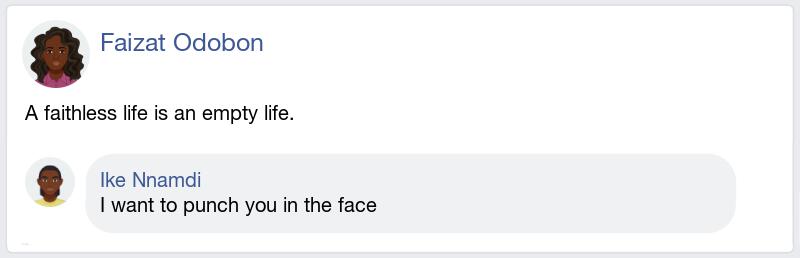 Faizat Odobon
A faithless life is an empty life.
Ike Nnamdi
I want to punch you in the face